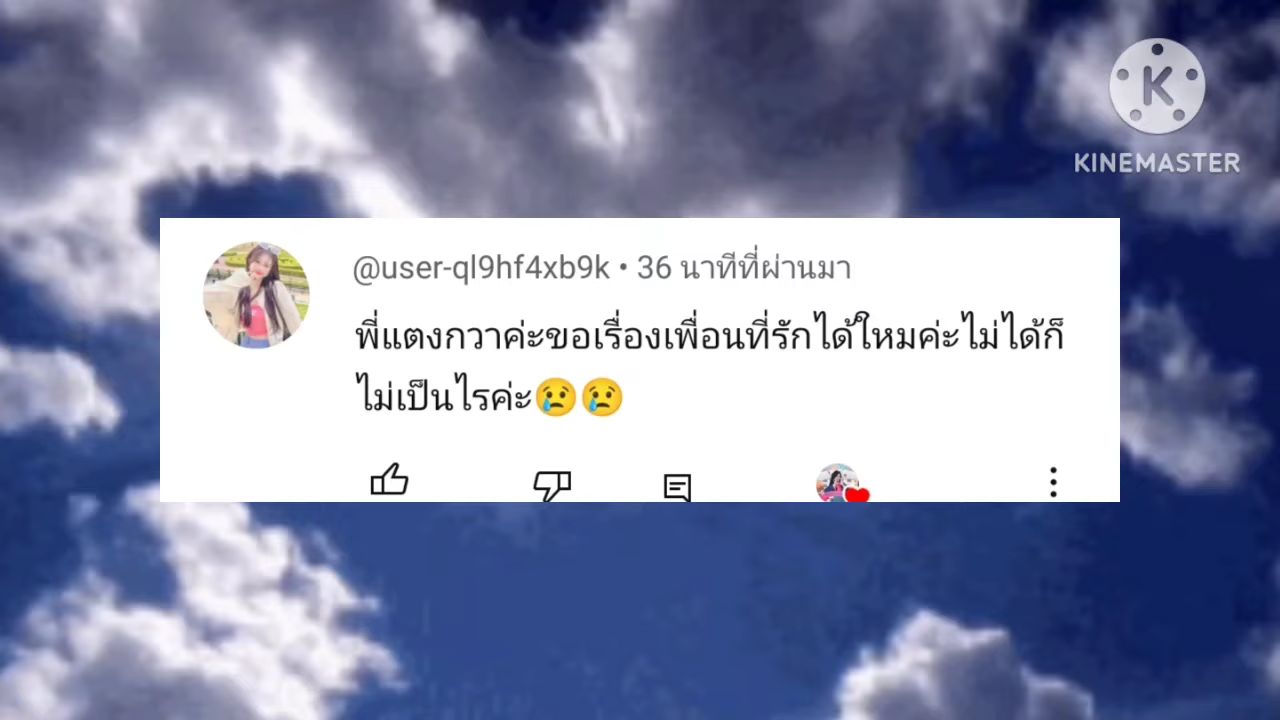 K
KINEMASTER
@user-ql9hf4xb9k • 36 นาทีที่ผ่านมา
พี่แตงกวาค่ะขอเรื่องเพื่อนที่รักได้ใหมค่ะไม่ได้ก็
ไม่เป็นไรค่ะ😢😢